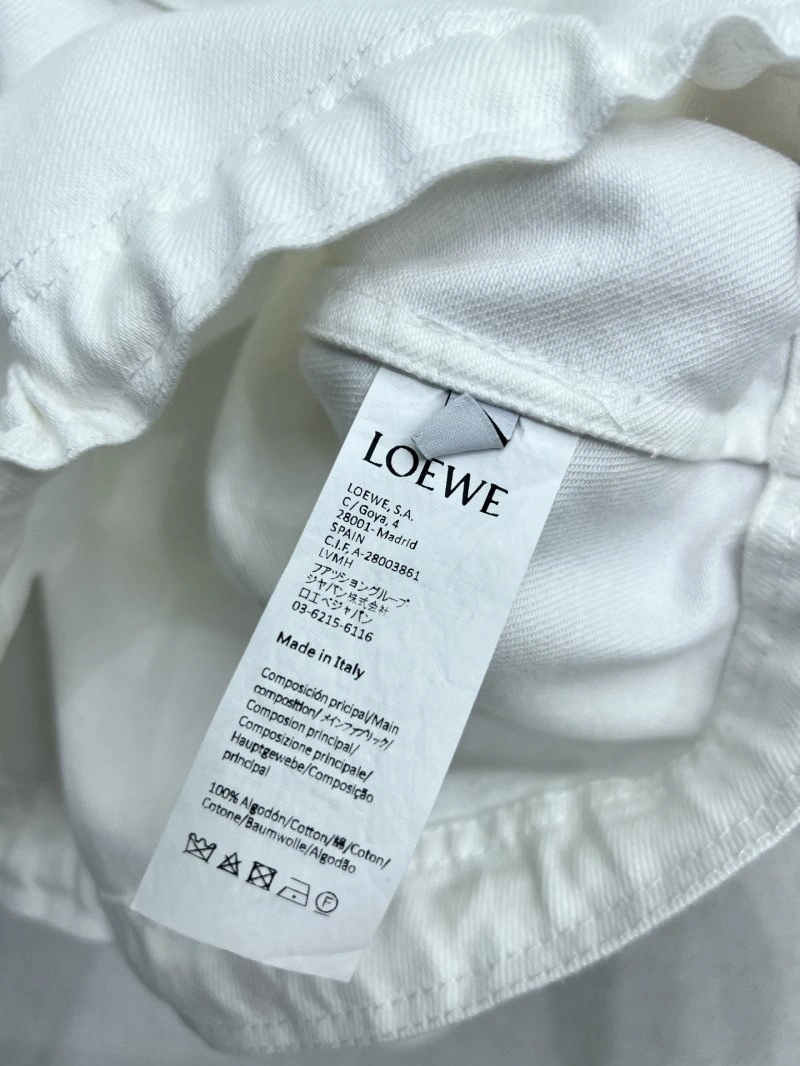 LOEWE
LOEWE, S.A.
C/ Goya, 4
28001- Madrid
SPAIN
C.I.F. A-28003861
LVMH
ファッショングループ
ジャパン株式会社
ロエベジャパン
03-6215-6116
Made in Italy
Composición pricipal/Main
composition/メインファブリック/
Composion principal/
Composizione principale/
Hauptgewebe/Composição
principal
100% Algodón/Cotton/綿/Coton/
Cotone/Baumwolle/Algodão
F